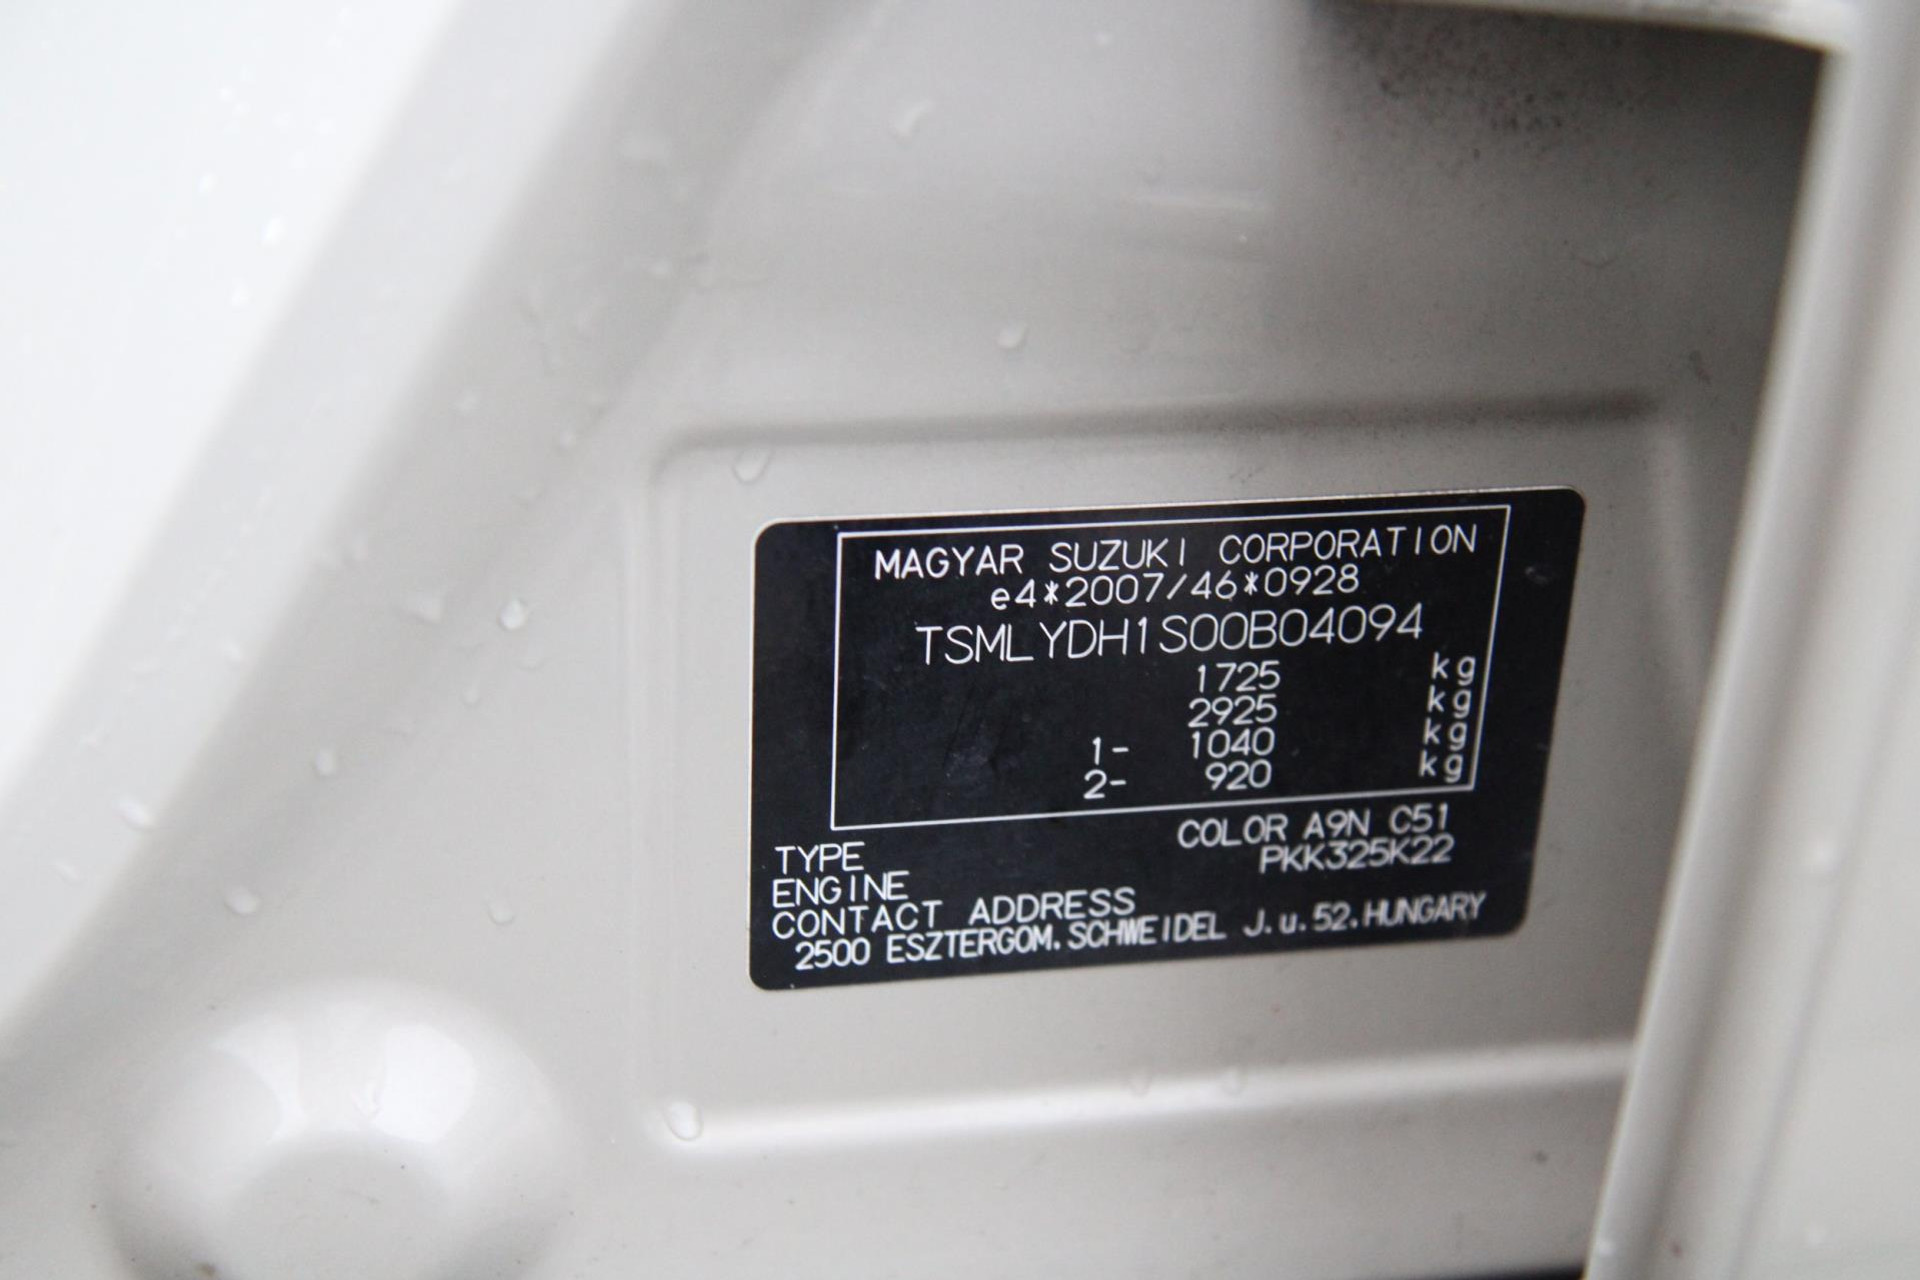 MAGYAR SUZUKI CORPORATION
e4*2007/46*0928
TSMLYDH1S00B04094
1725 kg
2925 kg
1- 1040 kg
2- 920 kg
COLOR A9N C51
TYPE PKK325K22
ENGINE
CONTACT ADDRESS
2500 ESZTERGOM. SCHWEIDEL J.u.52. HUNGARY